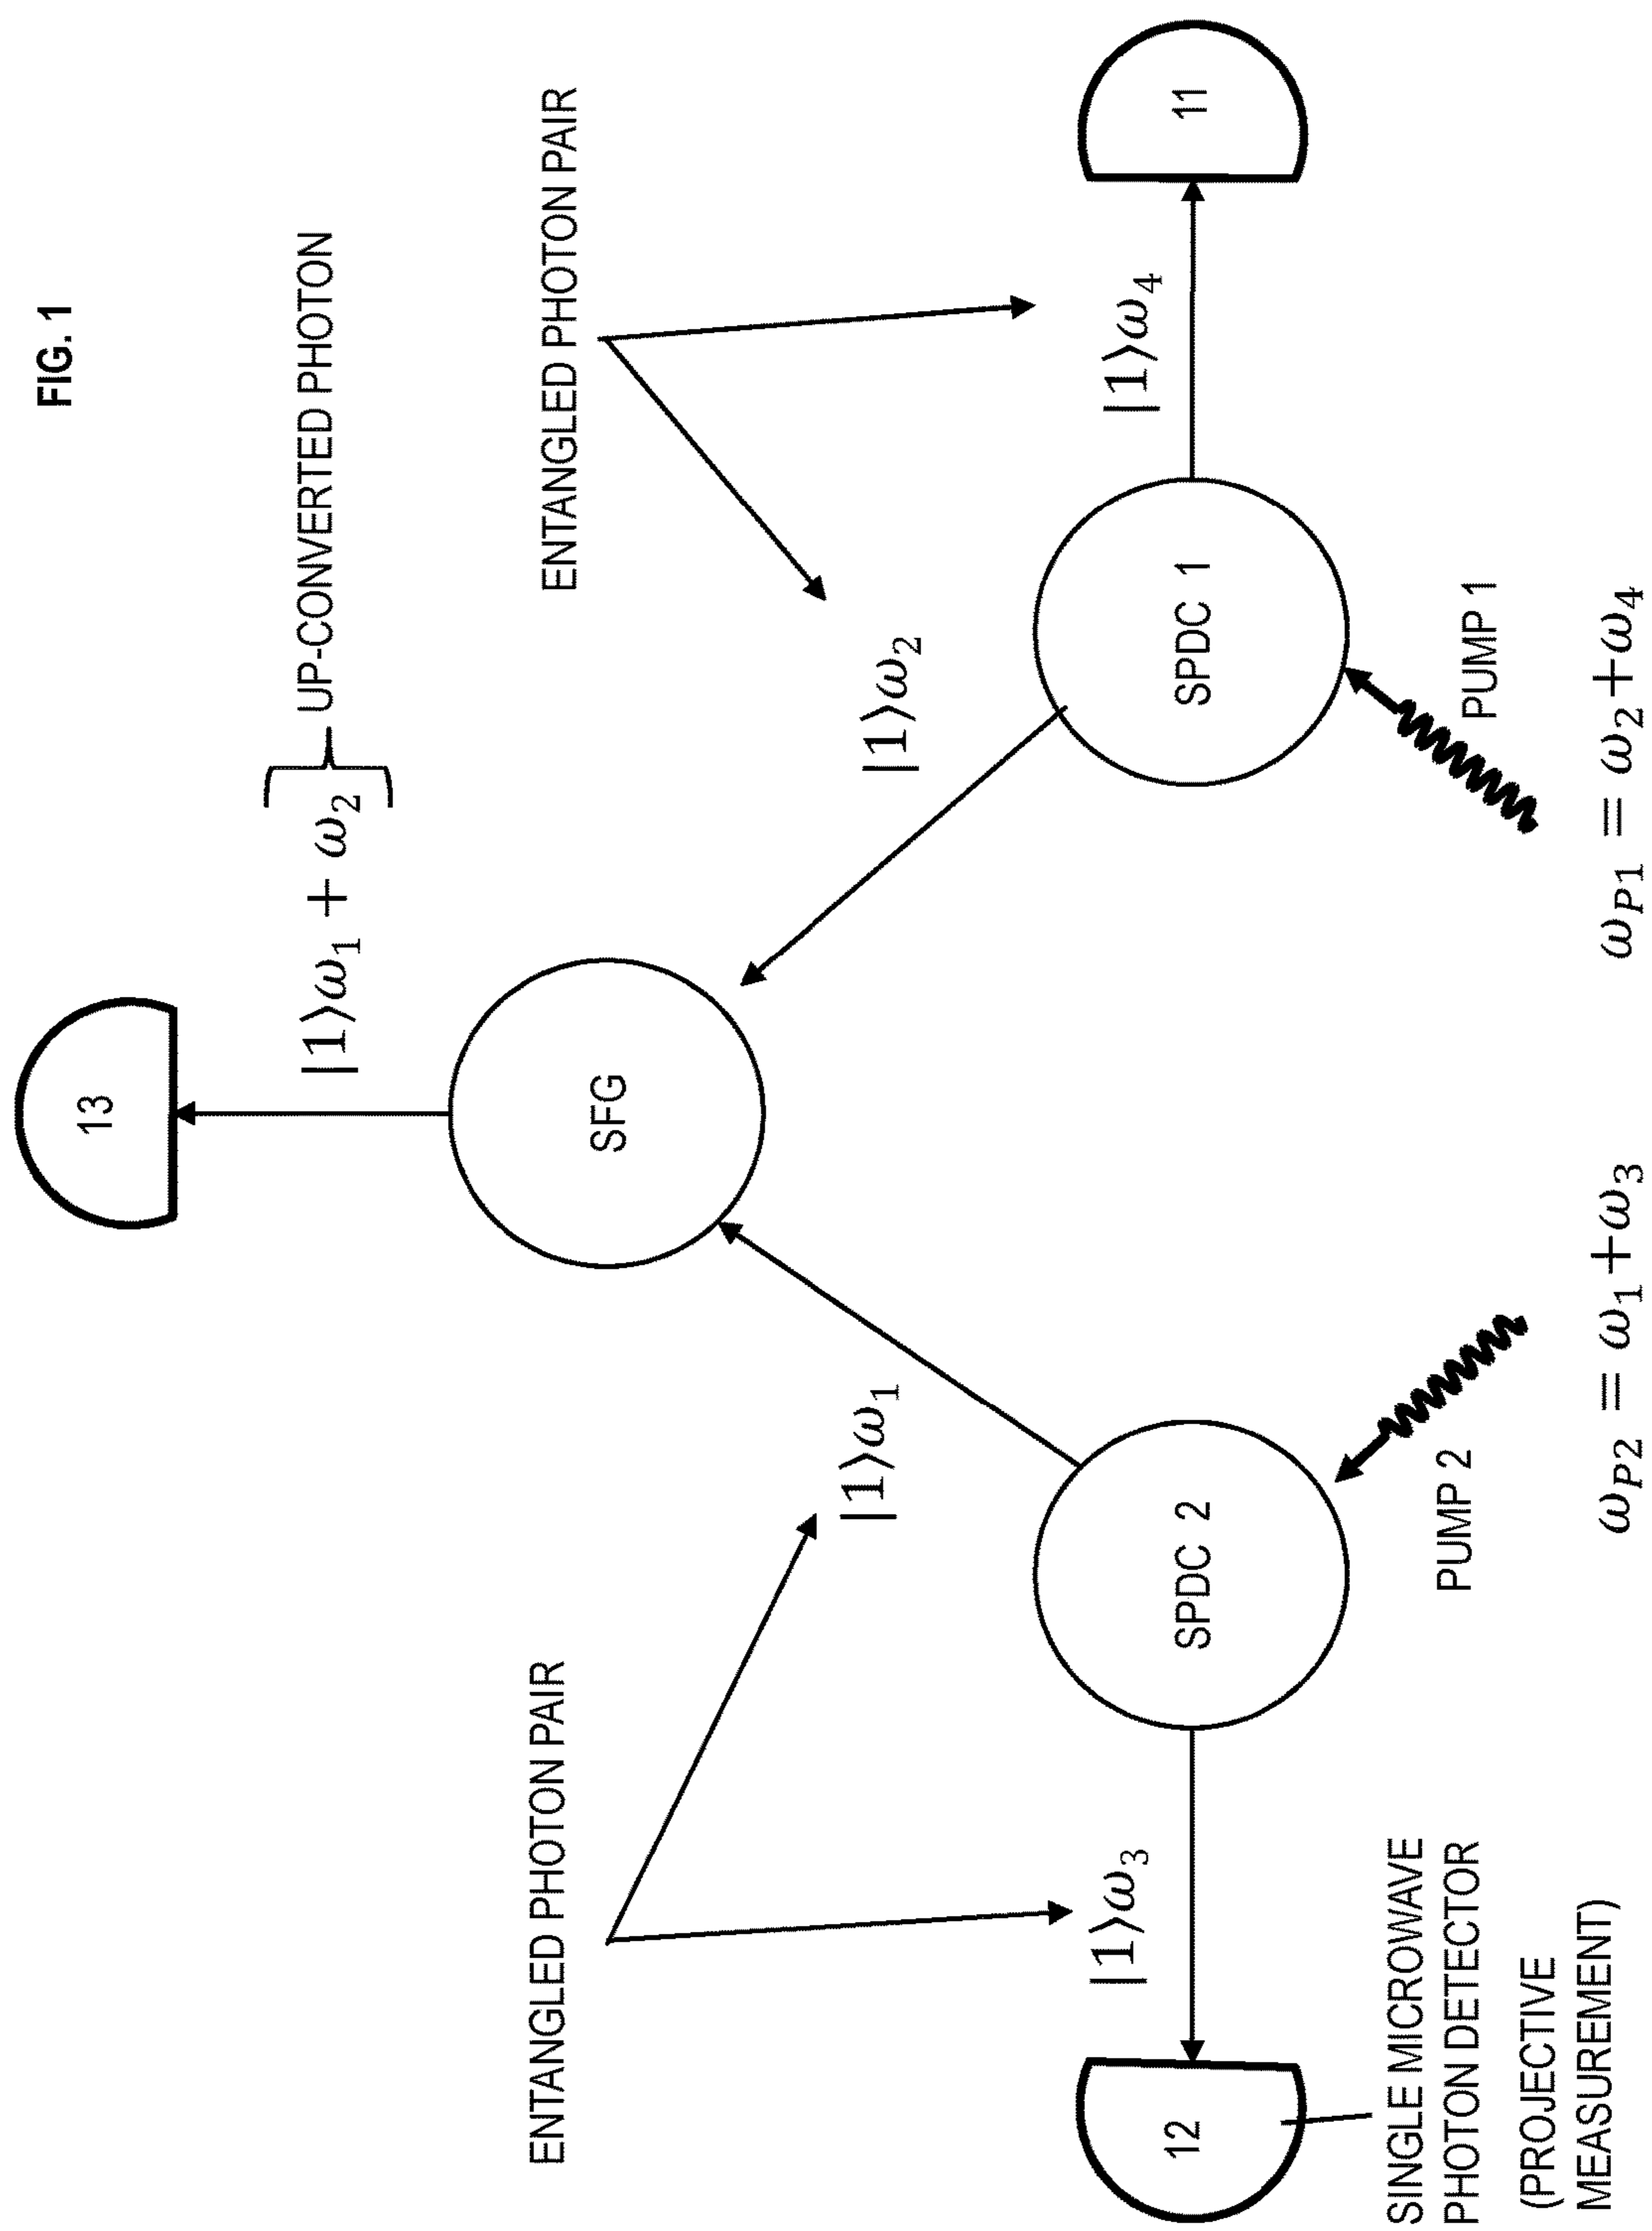 FIG. 1
13
|1⟩ω₁ + ω₂
UP-CONVERTED PHOTON
ENTANGLED PHOTON PAIR
ENTANGLED PHOTON PAIR
SFG
|1⟩ω₁
|1⟩ω₂
|1⟩ω₃
|1⟩ω₄
12
SPDC 2
SPDC 1
11
SINGLE MICROWAVE
PHOTON DETECTOR
(PROJECTIVE
MEASUREMENT)
PUMP 2
PUMP 1
ω_P2 = ω₁+ω₃
ω_P1 = ω₂+ω₄